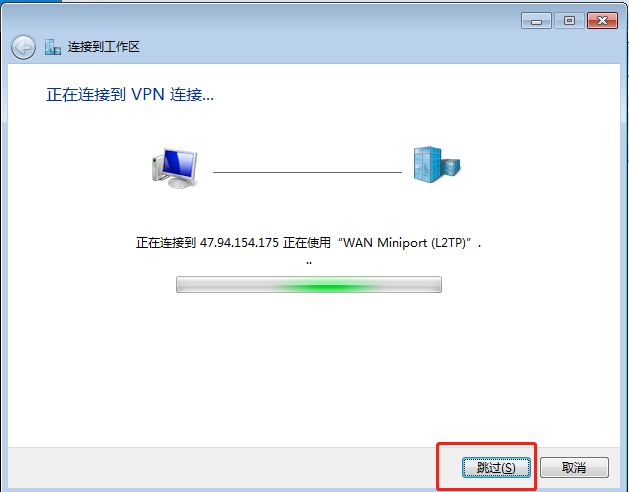 连接到工作区
正在连接到 VPN 连接...
正在连接到 47.94.154.175 正在使用“WAN Miniport (L2TP)”.
..
跳过(S)
取消